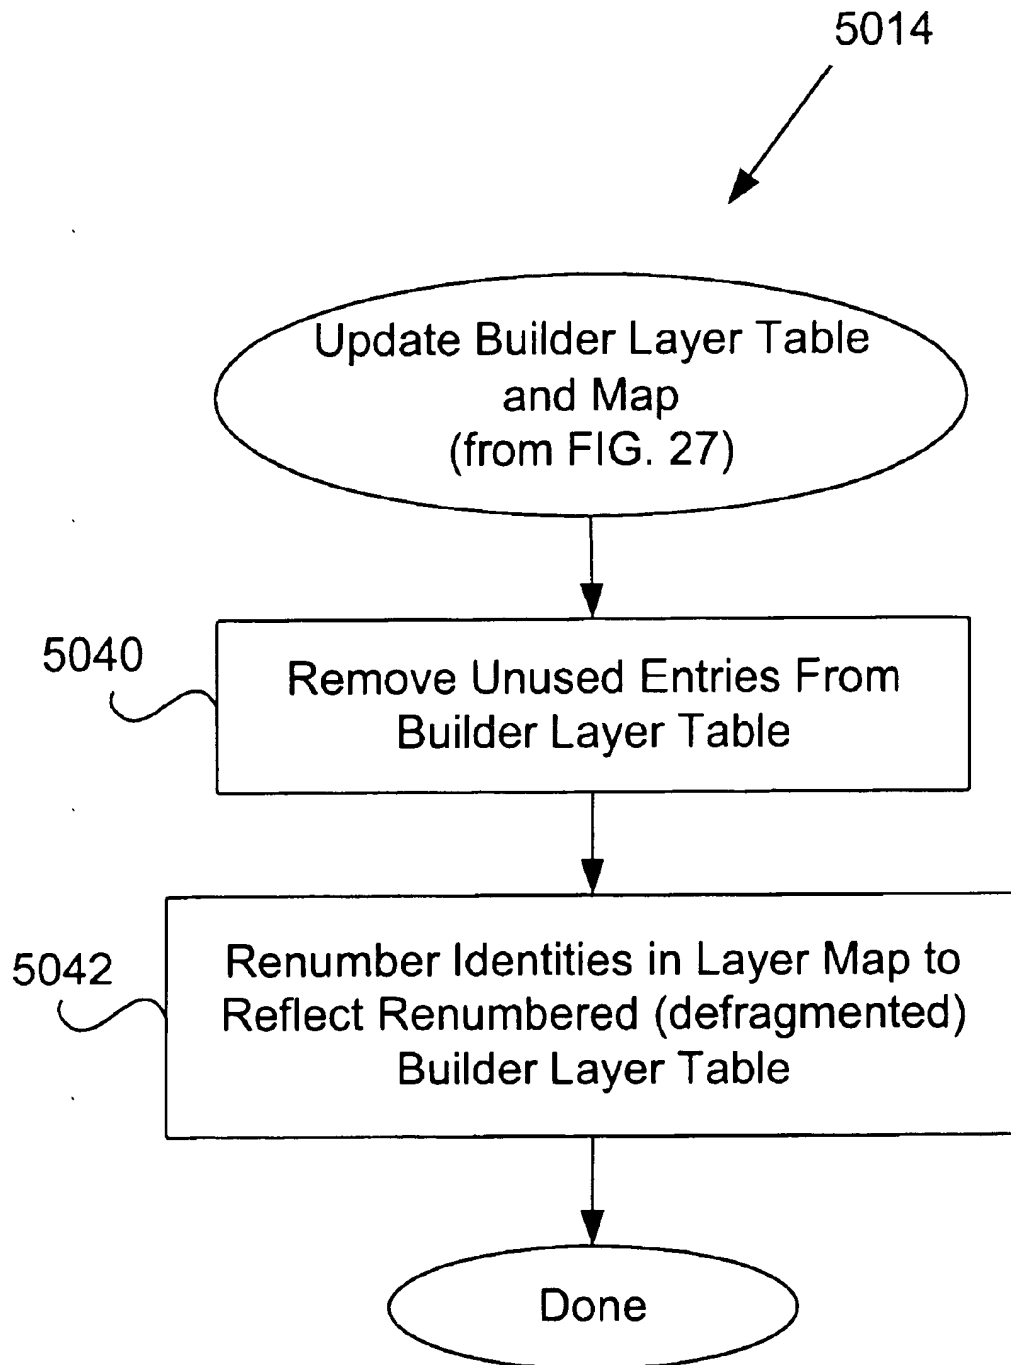 5014
Update Builder Layer Table
and Map
(from FIG. 27)
5040
Remove Unused Entries From
Builder Layer Table
5042
Renumber Identities in Layer Map to
Reflect Renumbered (defragmented)
Builder Layer Table
Done